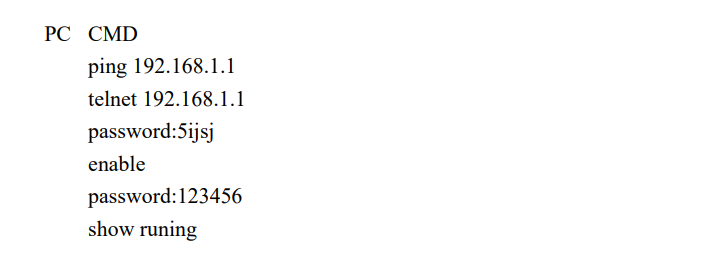 PC CMD
ping 192.168.1.1
telnet 192.168.1.1
password:5ijsj
enable
password:123456
show runing